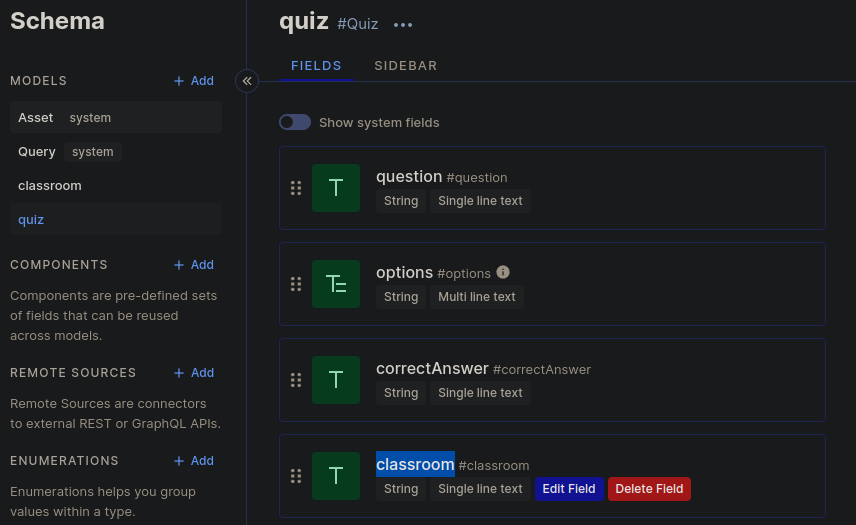 Schema
MODELS + Add
Asset system
Query system
classroom
quiz
COMPONENTS + Add
Components are pre-defined sets
of fields that can be reused
across models.
REMOTE SOURCES + Add
Remote Sources are connectors
to external REST or GraphQL APIs.
ENUMERATIONS + Add
Enumerations helps you group
values within a type.
quiz #Quiz
FIELDS SIDEBAR
Show system fields
question #question
String Single line text
options #options
String Multi line text
correctAnswer #correctAnswer
String Single line text
classroom #classroom
String Single line text Edit Field Delete Field